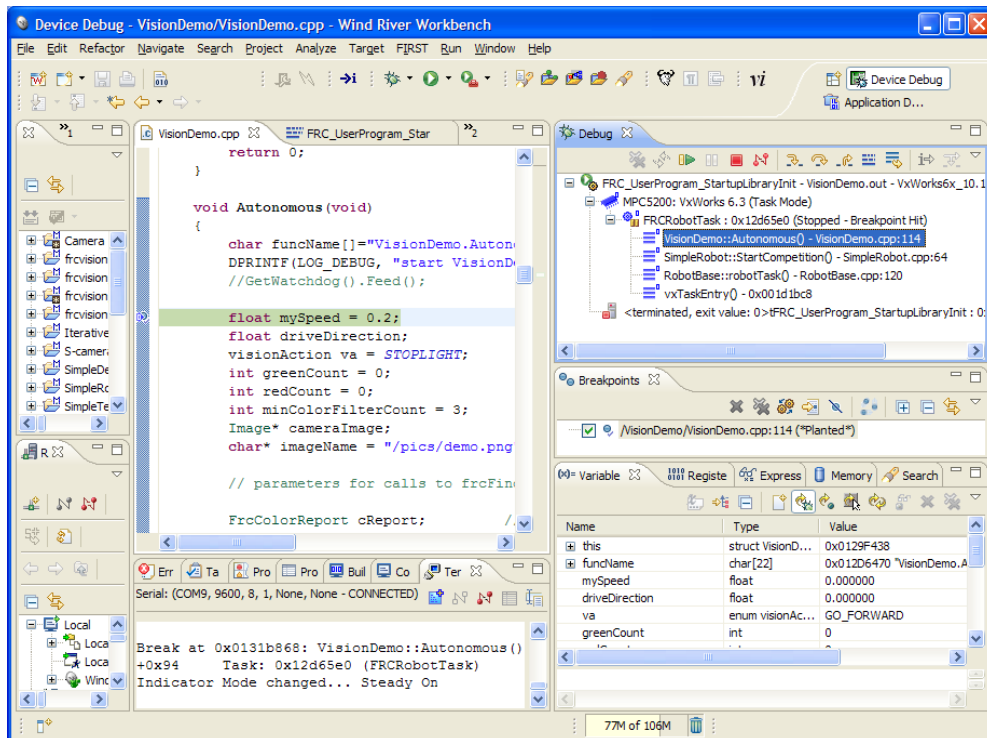 Device Debug - VisionDemo/VisionDemo.cpp - Wind River Workbench
File Edit Refactor Navigate Search Project Analyze Target FIRST Run Window Help
Device Debug
Application D...
VisionDemo.cpp
FRC_UserProgram_Star
return 0;
}
void Autonomous(void)
{
char funcName[]="VisionDemo.Auton
DPRINTF(LOG_DEBUG, "start VisionD
//GetWatchdog().Feed();
float mySpeed = 0.2;
float driveDirection;
visionAction va = STOPLIGHT;
int greenCount = 0;
int redCount = 0;
int minColorFilterCount = 3;
Image* cameraImage;
char* imageName = "/pics/demo.png
// parameters for calls to frcFin
FrcColorReport cReport; /
Camera
frcvision
frcvision
frcvision
frcvision
Iterative
S-camer
SimpleDe
SimpleRc
SimpleTe
R
Local
Loca
Loca
Winc
Debug
FRC_UserProgram_StartupLibraryInit - VisionDemo.out - VxWorks6x_10.1
MPC5200: VxWorks 6.3 (Task Mode)
FRCRobotTask : 0x12d65e0 (Stopped - Breakpoint Hit)
VisionDemo::Autonomous() - VisionDemo.cpp:114
SimpleRobot::StartCompetition() - SimpleRobot.cpp:64
RobotBase::robotTask() - RobotBase.cpp:120
vxTaskEntry() - 0x001d1bc8
<terminated, exit value: 0>tFRC_UserProgram_StartupLibraryInit : 0:
Breakpoints
/VisionDemo/VisionDemo.cpp:114 (*Planted*)
Variable Registe Express Memory Search
Name Type Value
this struct VisionD... 0x0129F438
funcName char[22] 0x012D6470 "VisionDemo.A
mySpeed float 0.000000
driveDirection float 0.000000
va enum visionAc... GO_FORWARD
greenCount int 0
Err Ta Pro Pro Buil Co Ter
Serial: (COM9, 9600, 8, 1, None, None - CONNECTED)
Break at 0x0131b868: VisionDemo::Autonomous()
+0x94 Task: 0x12d65e0 (FRCRobotTask)
Indicator Mode changed... Steady On
77M of 106M